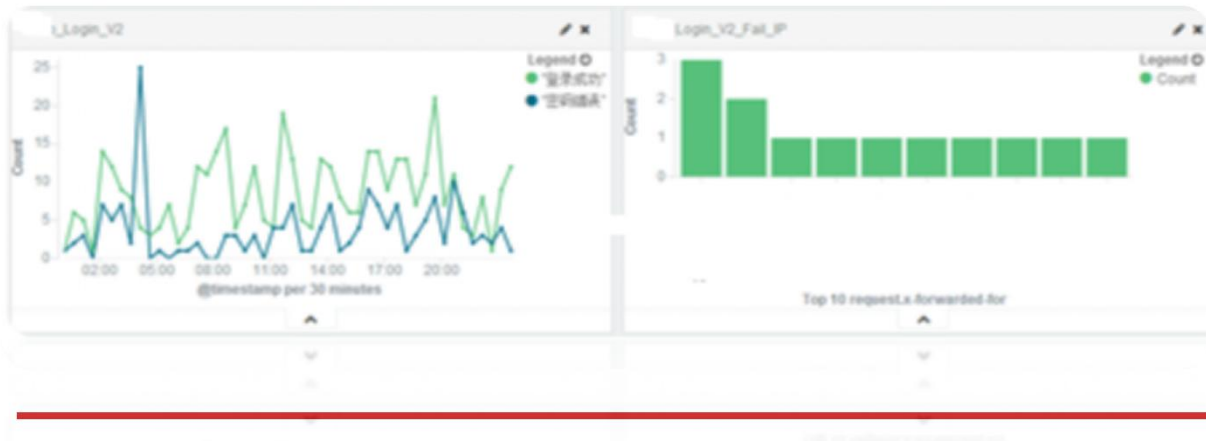 _Login_V2
Legend
"登录成功"
"密码错误"
25
20
15
10
5
0
Count
02:00 05:00 08:00 11:00 14:00 17:00 20:00
@timestamp per 30 minutes
Login_V2_Fail_IP
Legend
Count
3
2
1
0
Count
Top 10 request.x-forwarded-for